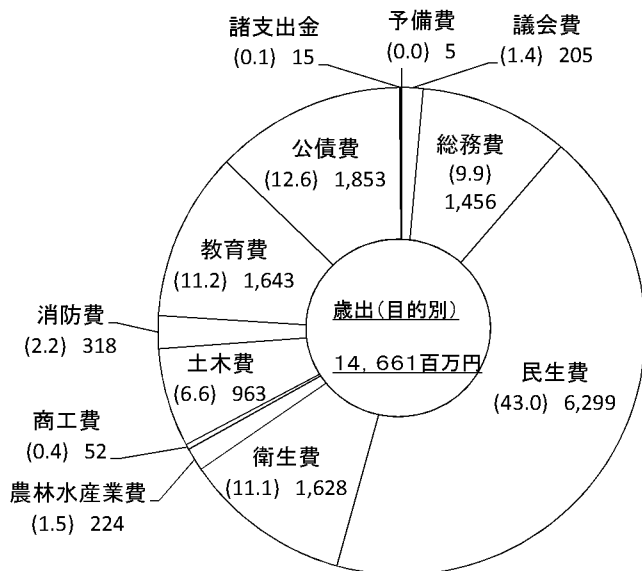 諸支出金
(0.1) 15
予備費
(0.0) 5
議会費
(1.4) 205
総務費
(9.9)
1,456
公債費
(12.6) 1,853
教育費
(11.2) 1,643
消防費
(2.2) 318
土木費
(6.6) 963
商工費
(0.4) 52
農林水産業費
(1.5) 224
衛生費
(11.1) 1,628
民生費
(43.0) 6,299
歳出(目的別)
14,661百万円